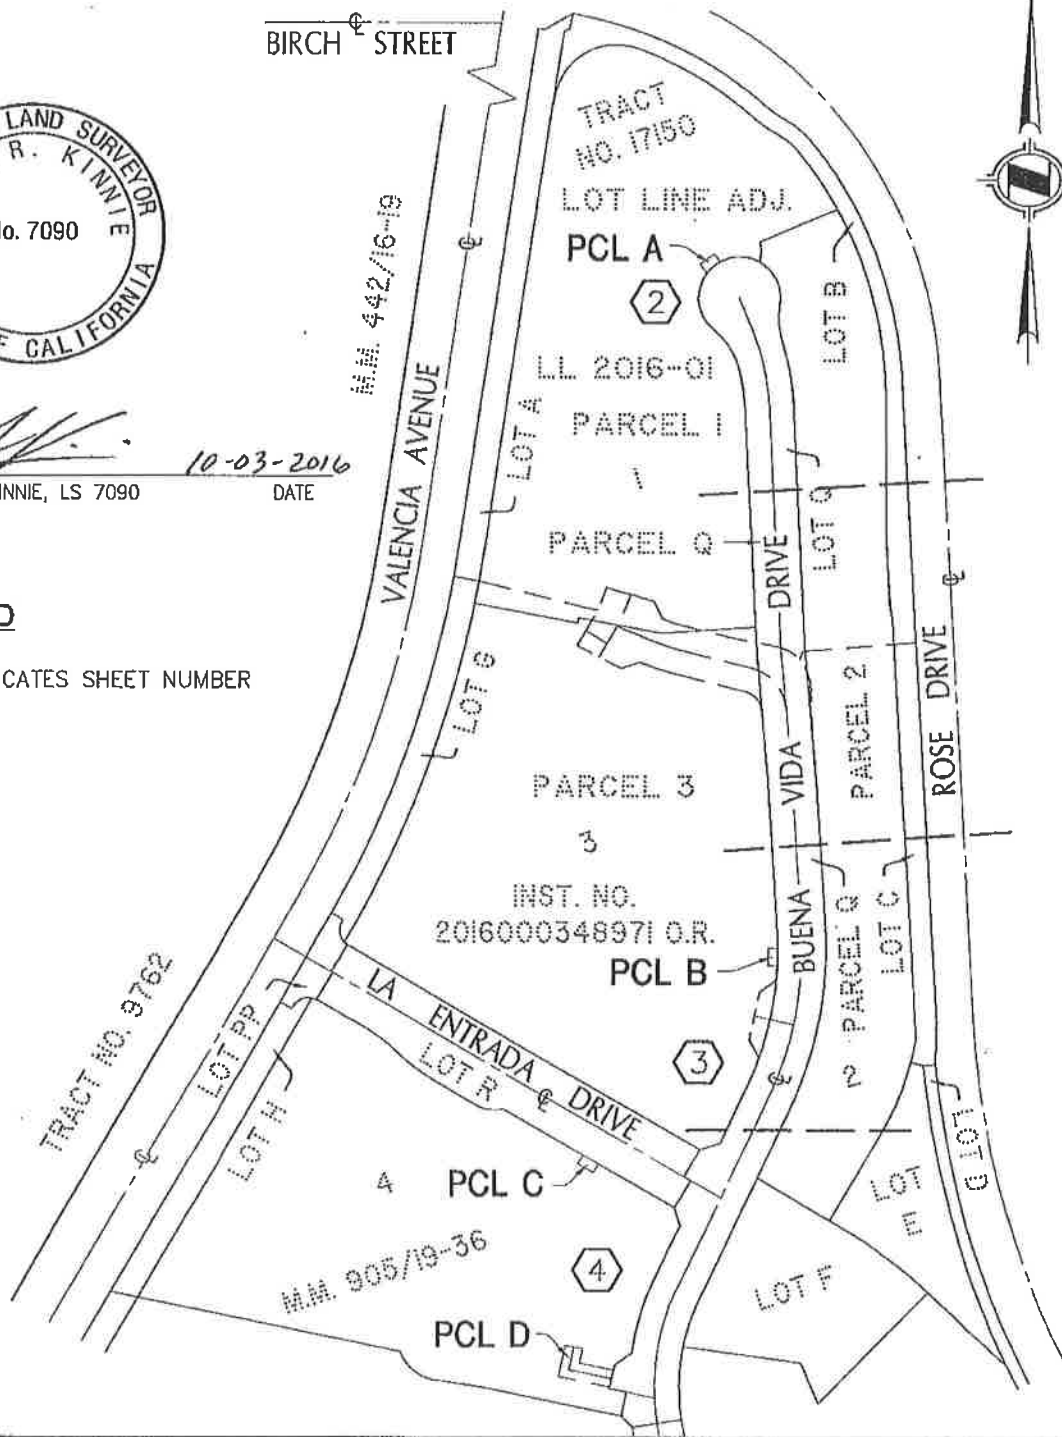 ℄
BIRCH STREET
LAND SURVEYOR
R. KINNIE
No. 7090
OF CALIFORNIA
10-03-2016
INNIE, LS 7090
DATE
CATES SHEET NUMBER
TRACT
NO. 17150
LOT LINE ADJ.
PCL A
2
LL 2016-01
PARCEL 1
1
PARCEL Q
M.M. 442/16-19
℄
VALENCIA AVENUE
LOT A
LOT B
LOT Q
DRIVE
℄
ROSE DRIVE
LOT G
PARCEL 2
1
PARCEL 3
3
INST. NO.
2016000348971 O.R.
VIDA
BUENA
PCL B
PARCEL Q
2
LOT C
3
℄
TRACT NO. 9762
℄
LOT PP
LOT H
LA ENTRADA DRIVE
LOT R
℄
4
PCL C
M.M. 905/19-36
4
PCL D
LOT D
LOT
E
LOT F